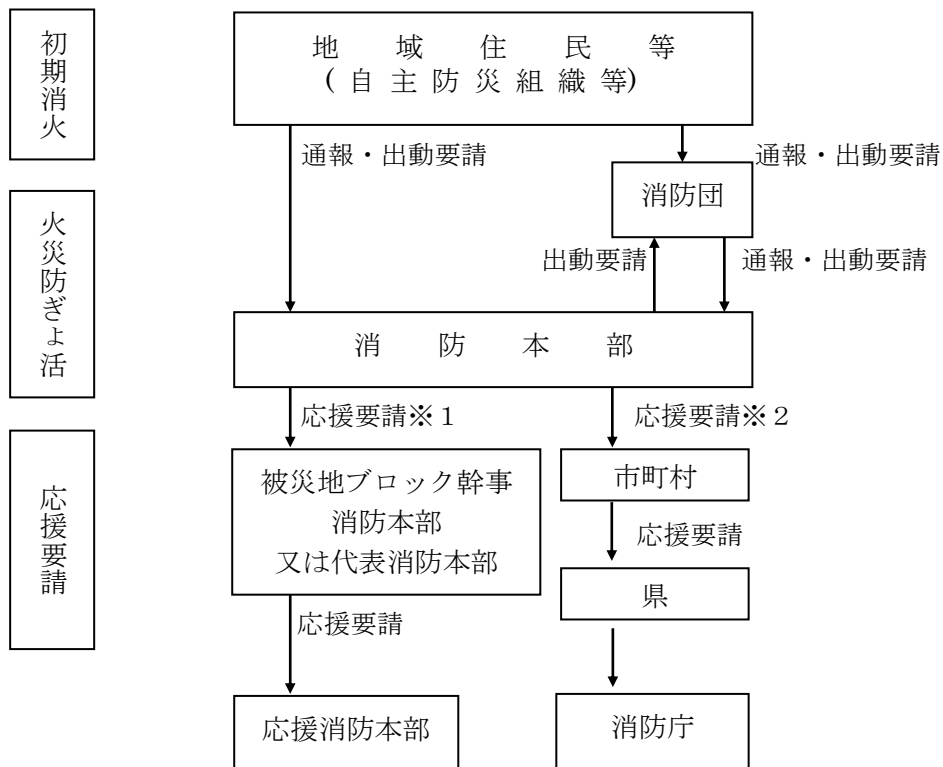 初期消火
地域住民等
(自主防災組織等)
通報・出動要請
通報・出動要請
消防団
火災防ぎょ活
出動要請
通報・出動要請
消防本部
応援要請※1
応援要請※2
応援要請
被災地ブロック幹事
消防本部
又は代表消防本部
市町村
応援要請
県
応援要請
応援消防本部
消防庁